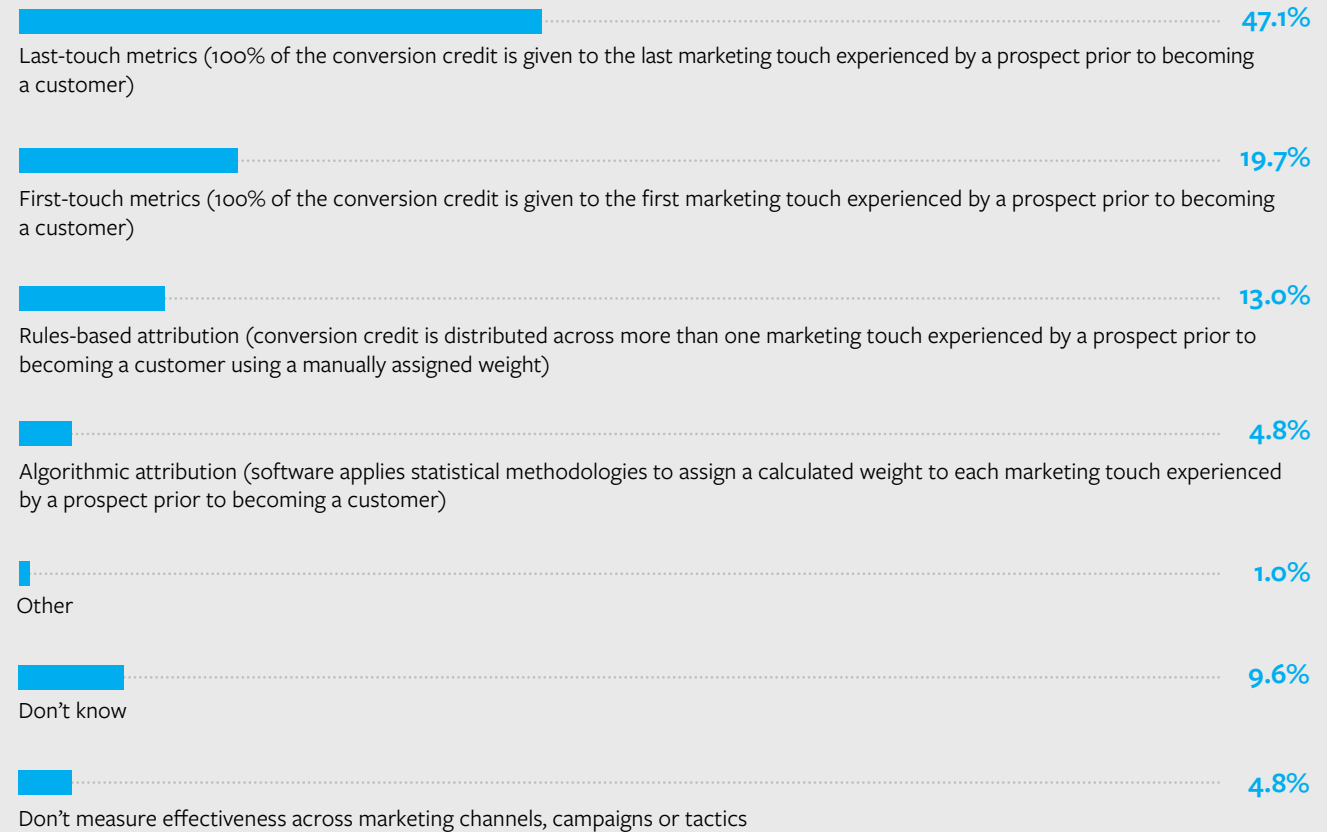 47.1%
Last-touch metrics (100% of the conversion credit is given to the last marketing touch experienced by a prospect prior to becoming
a customer)
19.7%
First-touch metrics (100% of the conversion credit is given to the first marketing touch experienced by a prospect prior to becoming
a customer)
13.0%
Rules-based attribution (conversion credit is distributed across more than one marketing touch experienced by a prospect prior to
becoming a customer using a manually assigned weight)
4.8%
Algorithmic attribution (software applies statistical methodologies to assign a calculated weight to each marketing touch experienced
by a prospect prior to becoming a customer)
1.0%
Other
9.6%
Don’t know
4.8%
Don’t measure effectiveness across marketing channels, campaigns or tactics